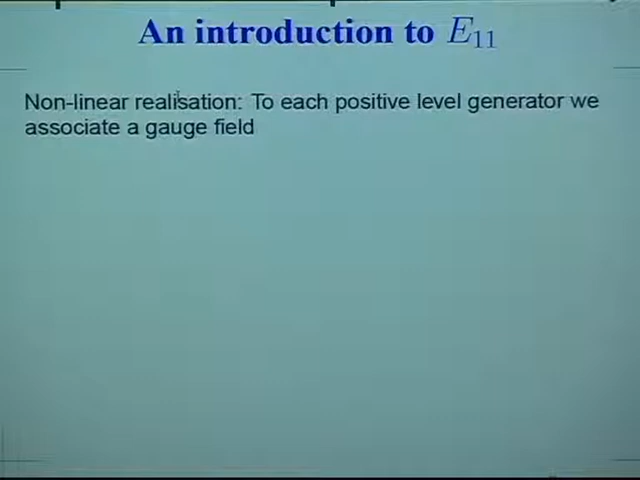 An introduction to E11
Non-linear realisation: To each positive level generator we
associate a gauge field